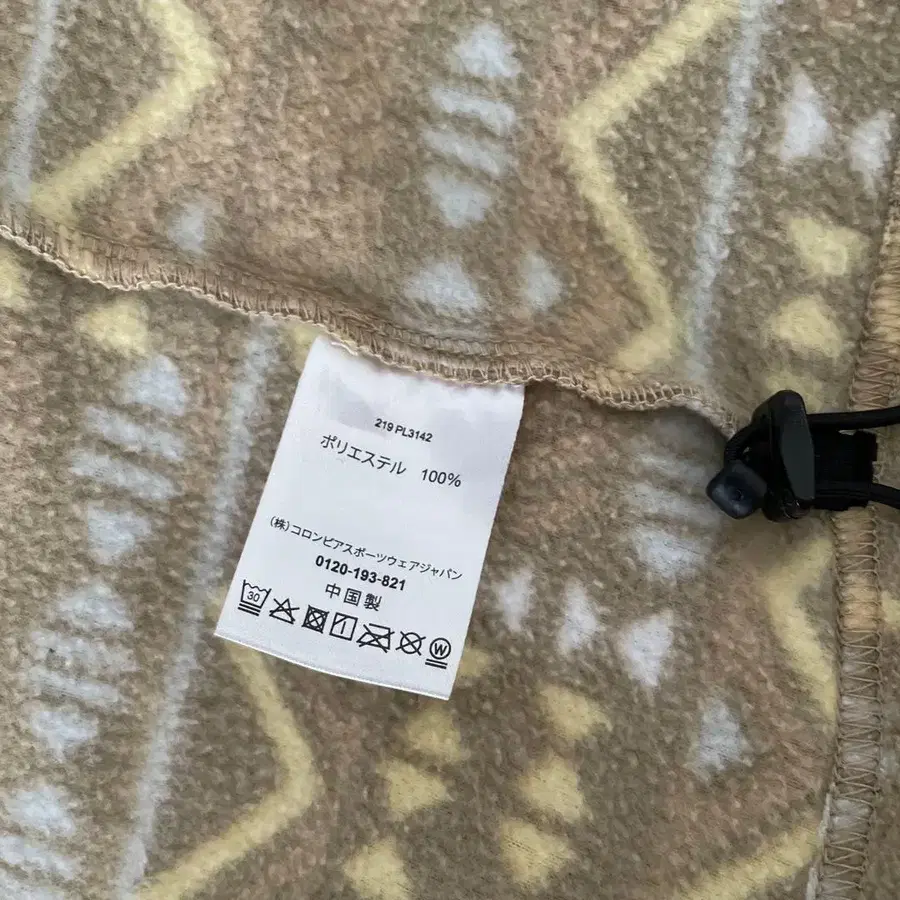 219 PL3142
ポリエステル 100%
(株)コロンビアスポーツウェアジャパン
0120-193-821
中国製
30
W